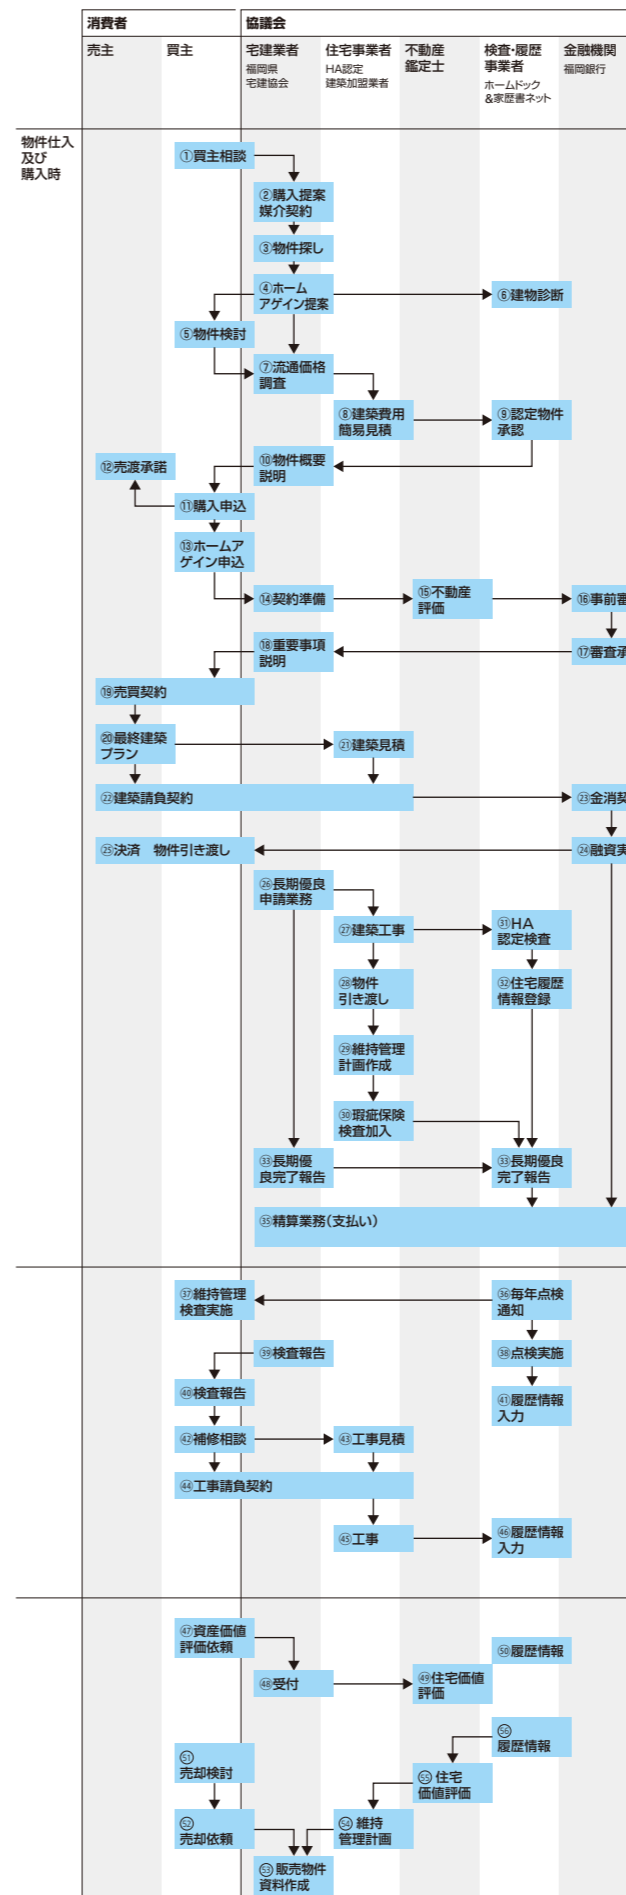 消費者
協議会
売主
買主
宅建業者
福岡県
宅建協会
住宅事業者
HA認定
建築加盟業者
不動産
鑑定士
検査・履歴
事業者
ホームドック
&家歴書ネット
金融機関
福岡銀行
物件仕入
及び
購入時
①買主相談
②購入提案
媒介契約
③物件探し
④ホーム
アゲイン提案
⑥建物診断
⑤物件検討
⑦流通価格
調査
⑧建築費用
簡易見積
⑨認定物件
承認
⑩物件概要
説明
⑫売渡承諾
⑪購入申込
⑬ホームア
ゲイン申込
⑭契約準備
⑮不動産
評価
⑯事前審
⑱重要事項
説明
⑰審査承
⑲売買契約
⑳最終建築
プラン
㉑建築見積
㉒建築請負契約
㉓金消契
㉕決済 物件引き渡し
㉔融資実
㉖長期優良
申請業務
㉗建築工事
㉛HA
認定検査
㉘物件
引き渡し
㉜住宅履歴
情報登録
㉙維持管理
計画作成
㉚瑕疵保険
検査加入
㉝長期優
良完了報告
㉝長期優良
完了報告
㉟精算業務(支払い)
㊲維持管理
検査実施
㊱毎年点検
通知
㊴検査報告
㊳点検実施
㊵検査報告
㊶履歴情報
入力
㊷補修相談
㊸工事見積
㊹工事請負契約
㊺工事
㊻履歴情報
入力
㊼資産価値
評価依頼
㊿履歴情報
㊽受付
㊾住宅価値
評価
56
履歴情報
51
売却検討
55 住宅
価値評価
52
売却依頼
54 維持
管理計画
53 販売物件
資料作成